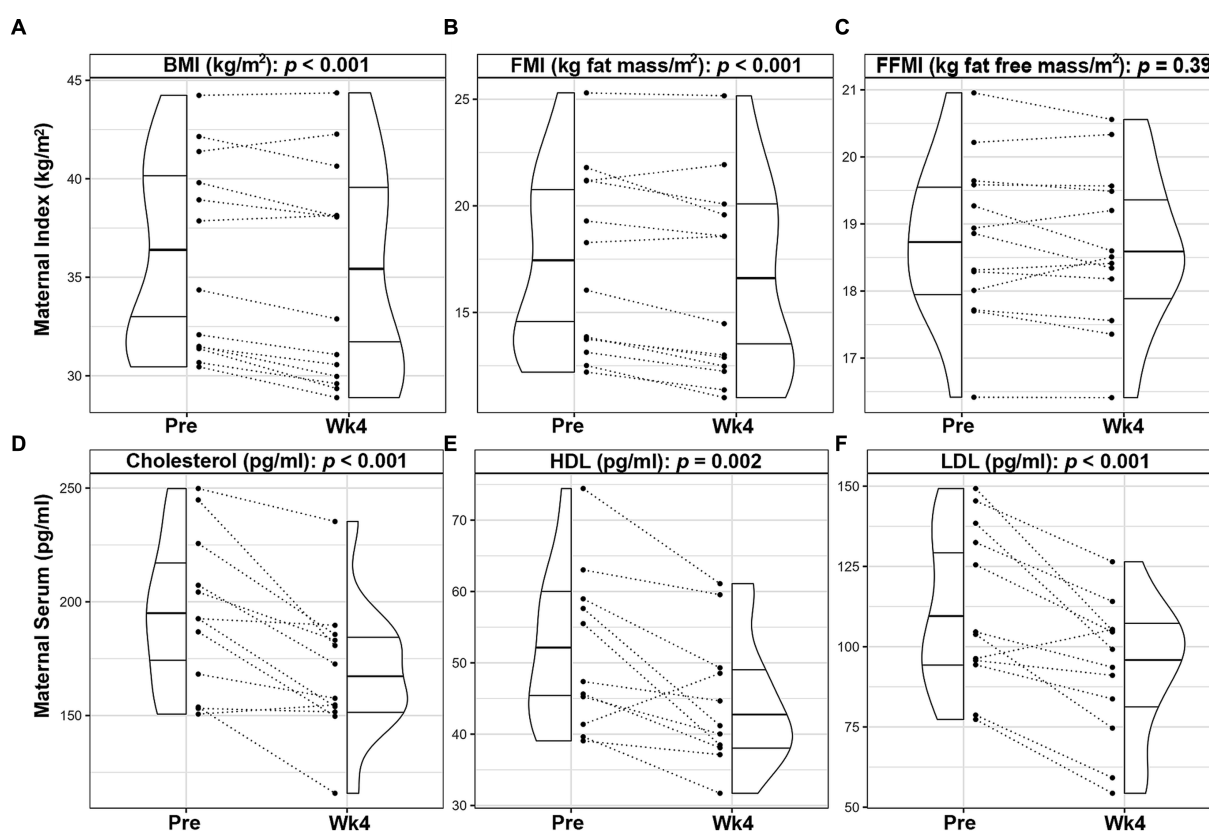 A
B
C
BMI (kg/m²): p < 0.001
FMI (kg fat mass/m²): p < 0.001
FFMI (kg fat free mass/m²): p = 0.39
Maternal Index (kg/m²)
45
40
35
30
25
20
15
21
20
19
18
17
Pre
Wk4
Pre
Wk4
Pre
Wk4
D
E
F
Cholesterol (pg/ml): p < 0.001
HDL (pg/ml): p = 0.002
LDL (pg/ml): p < 0.001
Maternal Serum (pg/ml)
250
200
150
70
60
50
40
30
150
125
100
75
50
Pre
Wk4
Pre
Wk4
Pre
Wk4